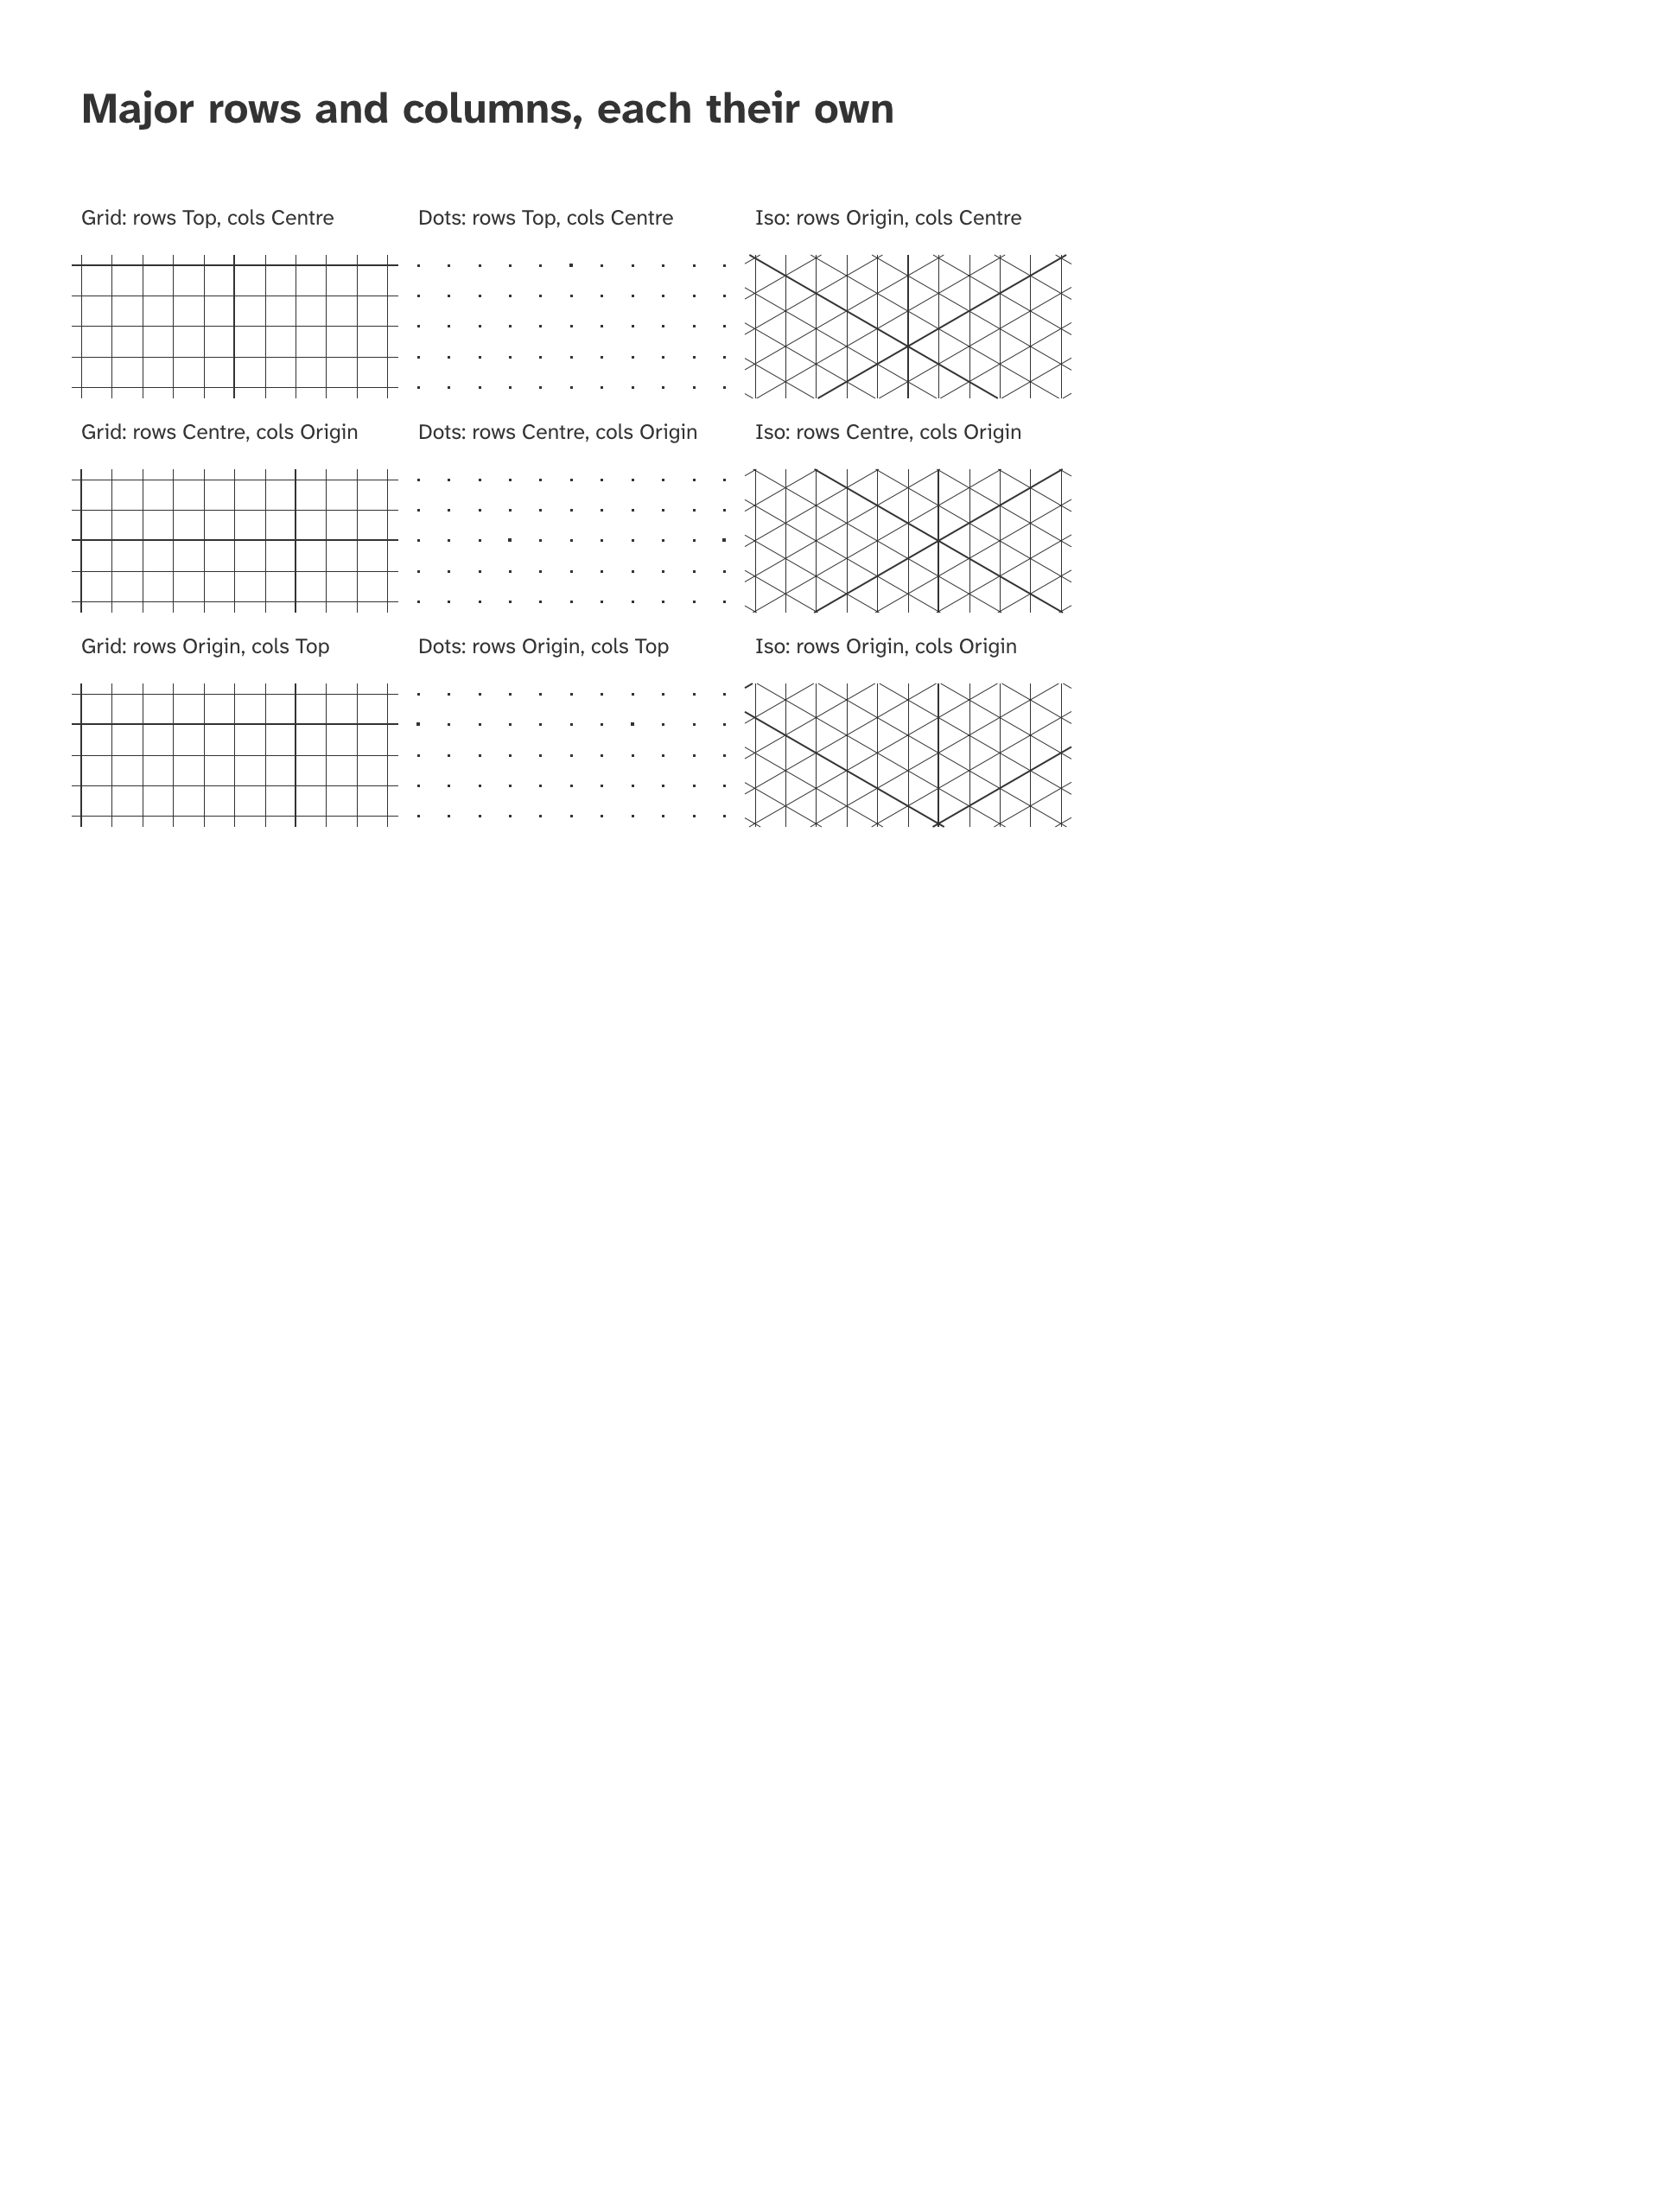 Major rows and columns, each their own
Grid: rows Top, cols Centre
Dots: rows Top, cols Centre
Iso: rows Origin, cols Centre
Grid: rows Centre, cols Origin
Dots: rows Centre, cols Origin
Iso: rows Centre, cols Origin
Grid: rows Origin, cols Top
Dots: rows Origin, cols Top
Iso: rows Origin, cols Origin